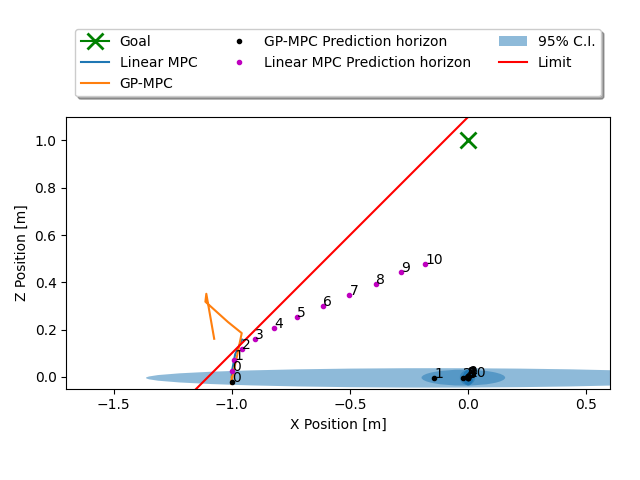 Goal
Linear MPC
GP-MPC
GP-MPC Prediction horizon
Linear MPC Prediction horizon
95% C.I.
Limit
Z Position [m]
1.0
0.8
0.6
0.4
0.2
0.0
10
9
8
7
6
5
4
3
2
1
0
0
1
−1.5
−1.0
−0.5
0.0
0.5
X Position [m]